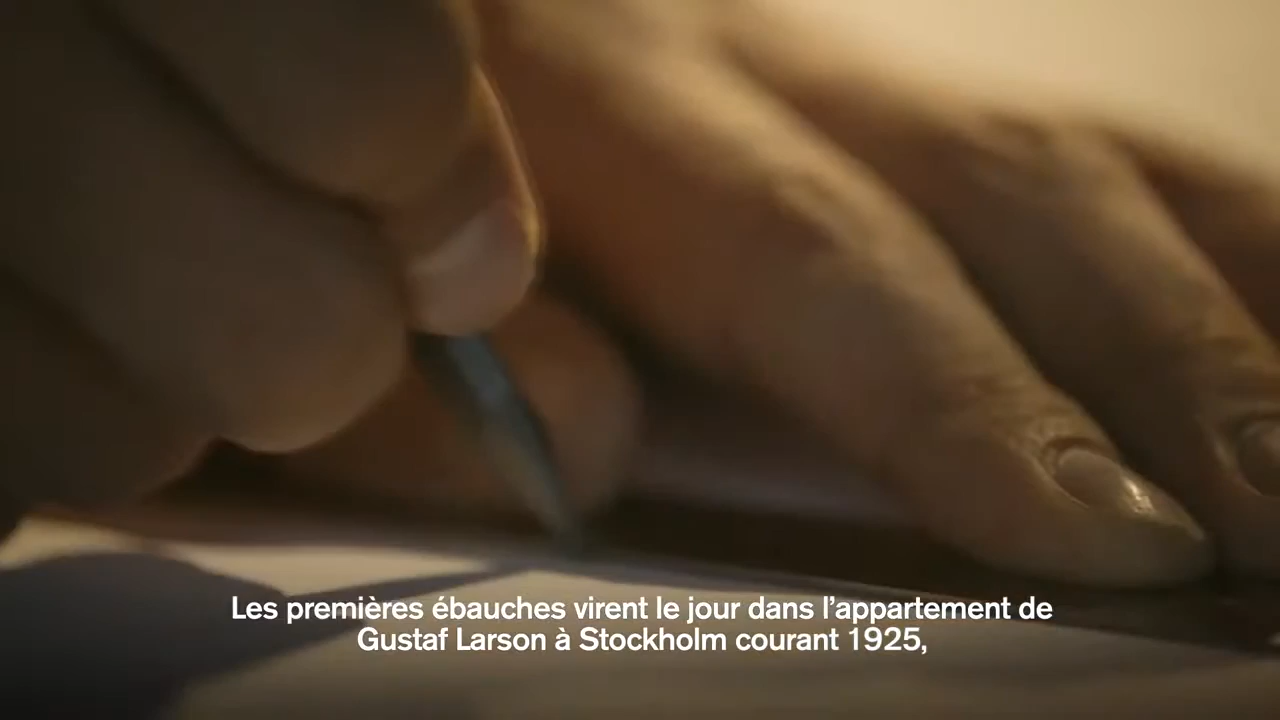 Les premières ébauches virent le jour dans l’appartement de
Gustaf Larson à Stockholm courant 1925,